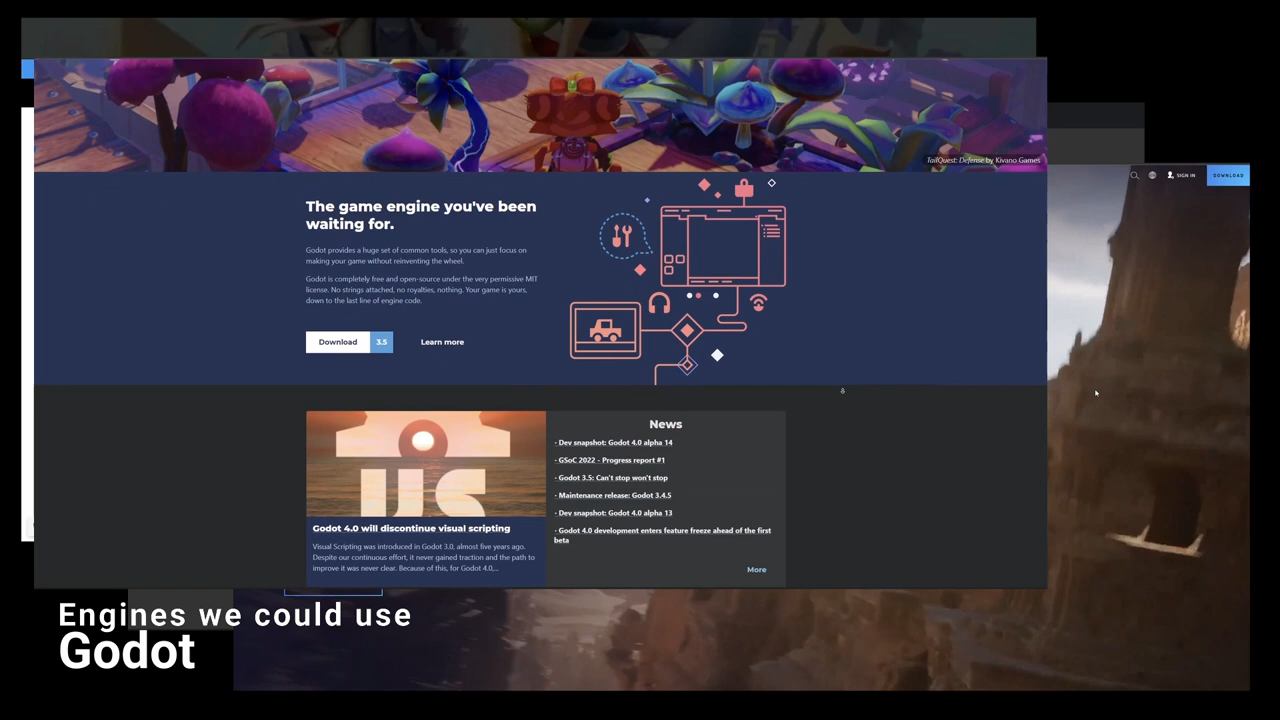 TailQuest: Defense by Kivano Games
SIGN IN
DOWNLOAD
The game engine you've been
waiting for.
Godot provides a huge set of common tools, so you can just focus on
making your game without reinventing the wheel.
Godot is completely free and open-source under the very permissive MIT
license. No strings attached, no royalties, nothing. Your game is yours,
down to the last line of engine code.
Download 3.5 Learn more
News
- Dev snapshot: Godot 4.0 alpha 14
- GSoC 2022 - Progress report #1
- Godot 3.5: Can't stop won't stop
- Maintenance release: Godot 3.4.5
- Dev snapshot: Godot 4.0 alpha 13
- Godot 4.0 development enters feature freeze ahead of the first
beta
More
Godot 4.0 will discontinue visual scripting
Visual Scripting was introduced in Godot 3.0, almost five years ago.
Despite our continuous effort, it never gained traction and the path to
improve it was never clear. Because of this, for Godot 4.0,...
Engines we could use
Godot